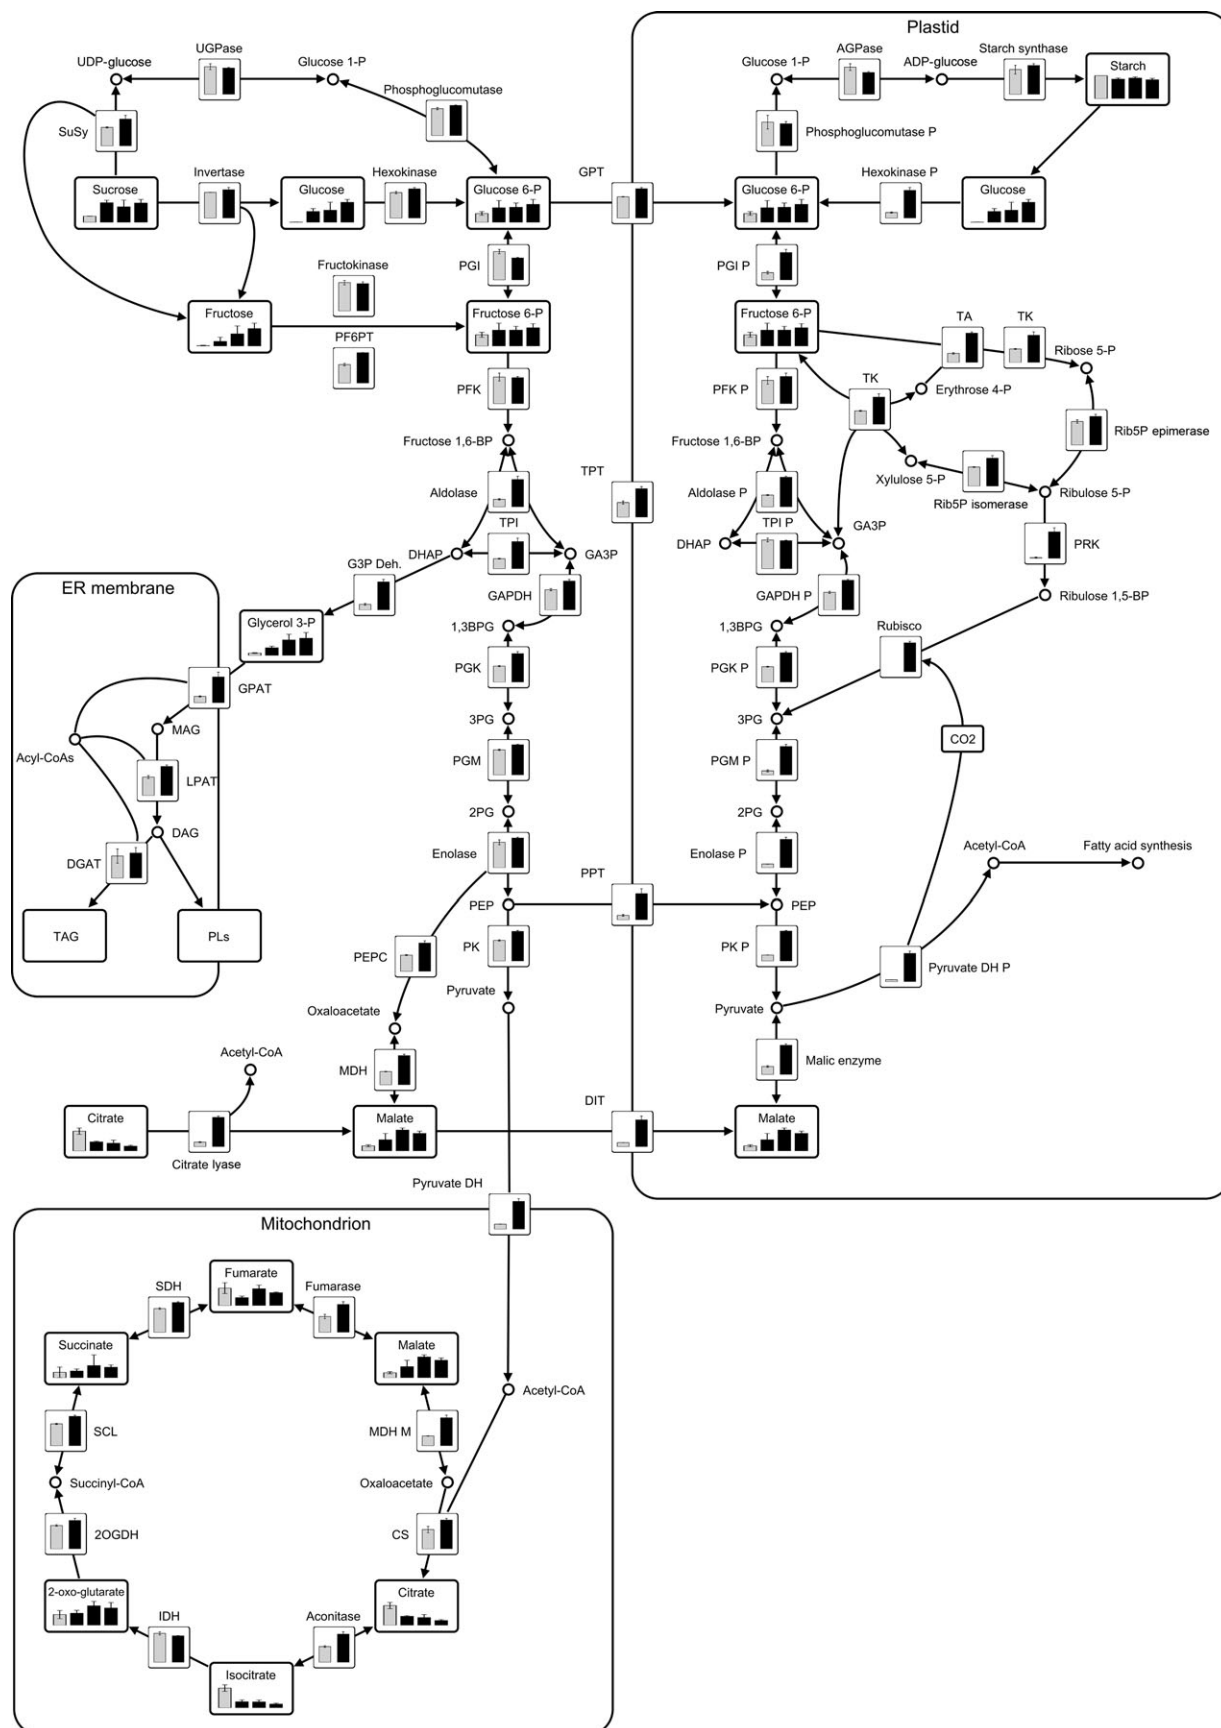 Plastid
UGPase
UDP-glucose
Glucose 1-P
Phosphoglucomutase
SuSy
Invertase
Hexokinase
Sucrose
Glucose
Glucose 6-P
GPT
Glucose 1-P
AGPase
ADP-glucose
Starch synthase
Starch
Phosphoglucomutase P
Hexokinase P
Glucose 6-P
Glucose
PGI
Fructokinase
Fructose
Fructose 6-P
PF6PT
PFK
PGI P
Fructose 6-P
TA
TK
Ribose 5-P
TK
Erythrose 4-P
PFK P
Rib5P epimerase
Fructose 1,6-BP
Fructose 1,6-BP
TPT
Xylulose 5-P
Rib5P isomerase
Ribulose 5-P
Aldolase
Aldolase P
TPI
TPI P
GA3P
DHAP
GA3P
DHAP
PRK
G3P Deh.
GAPDH
GAPDH P
Ribulose 1,5-BP
ER membrane
Glycerol 3-P
1,3BPG
1,3BPG
Rubisco
PGK
PGK P
GPAT
3PG
3PG
MAG
Acyl-CoAs
CO2
PGM
PGM P
LPAT
2PG
2PG
DAG
DGAT
Enolase
Enolase P
Acetyl-CoA
Fatty acid synthesis
PPT
PEP
PEP
TAG
PLs
PEPC
PK
PK P
Pyruvate DH P
Pyruvate
Pyruvate
Oxaloacetate
Acetyl-CoA
MDH
Malic enzyme
DIT
Citrate
Malate
Malate
Citrate lyase
Pyruvate DH
Mitochondrion
Fumarate
SDH
Fumarase
Succinate
Malate
Acetyl-CoA
SCL
MDH M
Succinyl-CoA
Oxaloacetate
2OGDH
CS
2-oxo-glutarate
Citrate
IDH
Aconitase
Isocitrate